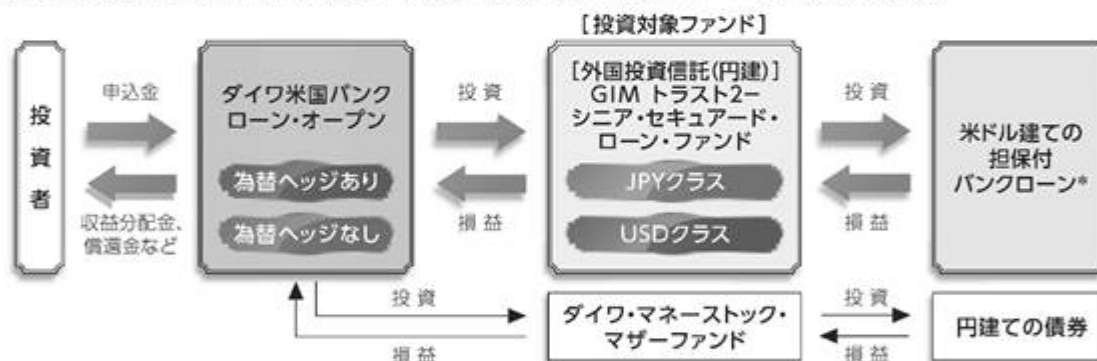 [投資対象ファンド]
投資者
申込金
収益分配金、
償還金など
ダイワ米国バンク
ローン・オープン
為替ヘッジあり
為替ヘッジなし
投資
損益
[外国投資信託(円建)]
GIM トラスト2－
シニア・セキュアード・
ローン・ファンド
JPYクラス
USDクラス
投資
損益
米ドル建ての
担保付
バンクローン*
投資
損益
ダイワ・マネーストック・
マザーファンド
投資
損益
円建ての債券